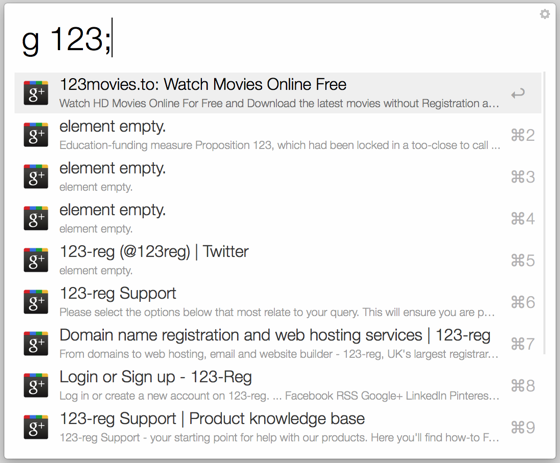 g 123;
123movies.to: Watch Movies Online Free
Watch HD Movies Online For Free and Download the latest movies without Registration a…
↩
element empty.
Education-funding measure Proposition 123, which had been locked in a too-close to call ...
⌘2
element empty.
element empty.
⌘3
element empty.
element empty.
⌘4
123-reg (@123reg) | Twitter
element empty.
⌘5
123-reg Support
Please select the options below that most relate to your query. This will ensure you are p…
⌘6
Domain name registration and web hosting services | 123-reg
From domains to web hosting, email and website builder - 123-reg, UK's largest registrar…
⌘7
Login or Sign up - 123-Reg
Log in or create a new account on 123-reg. ... Facebook RSS Google+ LinkedIn Pinteres…
⌘8
123-reg Support | Product knowledge base
123-reg Support - your starting point for help with our products. Here you'll find how-to F…
⌘9
g+
g+
g+
g+
g+
g+
g+
g+
g+